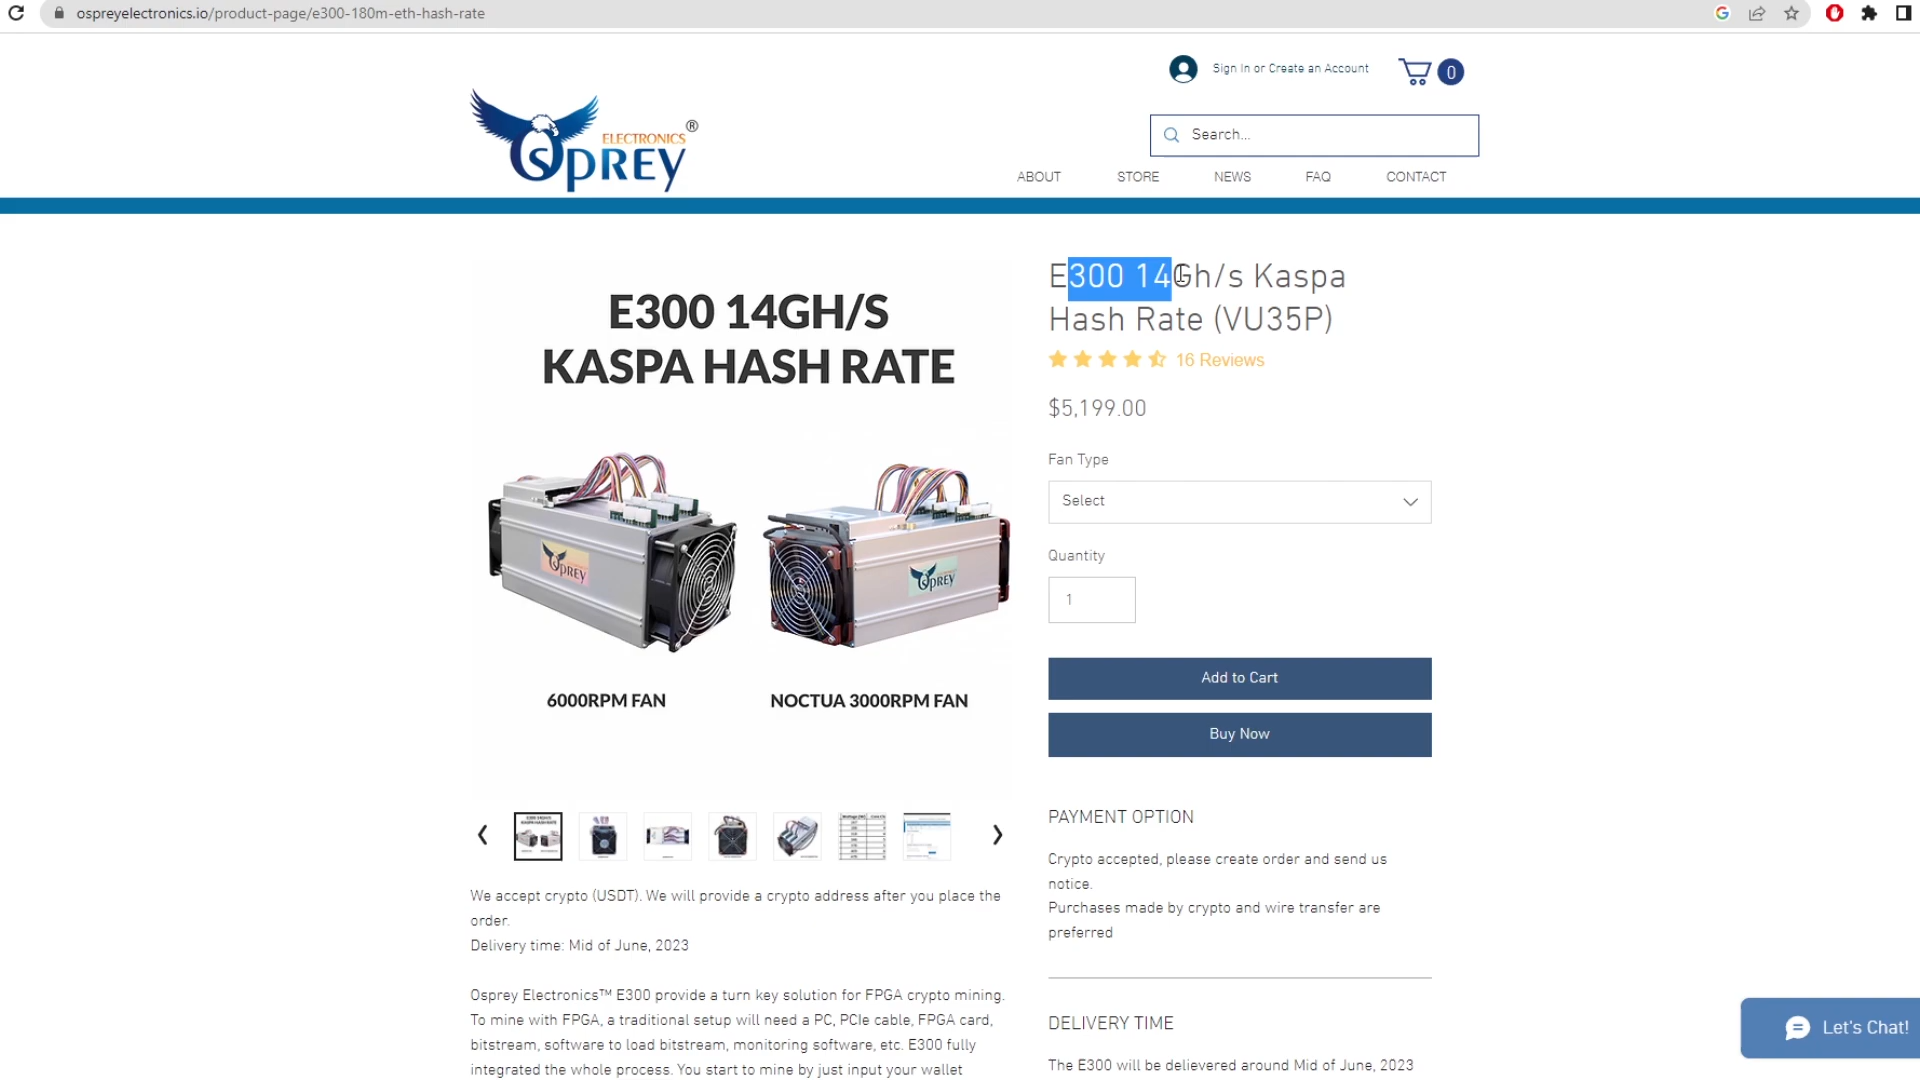 ospreyelectronics.io/product-page/e300-180m-eth-hash-rate
Sign In or Create an Account
0
ELECTRONICS®
OSPREY
Search...
ABOUT STORE NEWS FAQ CONTACT
E300 14GH/S
KASPA HASH RATE
OSPREY
OSPREY
6000RPM FAN NOCTUA 3000RPM FAN
E300 14Gh/s Kaspa
Hash Rate (VU35P)
16 Reviews
$5,199.00
Fan Type
Select
Quantity
1
Add to Cart
Buy Now
We accept crypto (USDT). We will provide a crypto address after you place the
order.
Delivery time: Mid of June, 2023
Osprey Electronics™ E300 provide a turn key solution for FPGA crypto mining.
To mine with FPGA, a traditional setup will need a PC, PCIe cable, FPGA card,
bitstream, software to load bitstream, monitoring software, etc. E300 fully
integrated the whole process. You start to mine by just input your wallet
PAYMENT OPTION
Crypto accepted, please create order and send us
notice.
Purchases made by crypto and wire transfer are
preferred
DELIVERY TIME
The E300 will be delievered around Mid of June, 2023
Let's Chat!